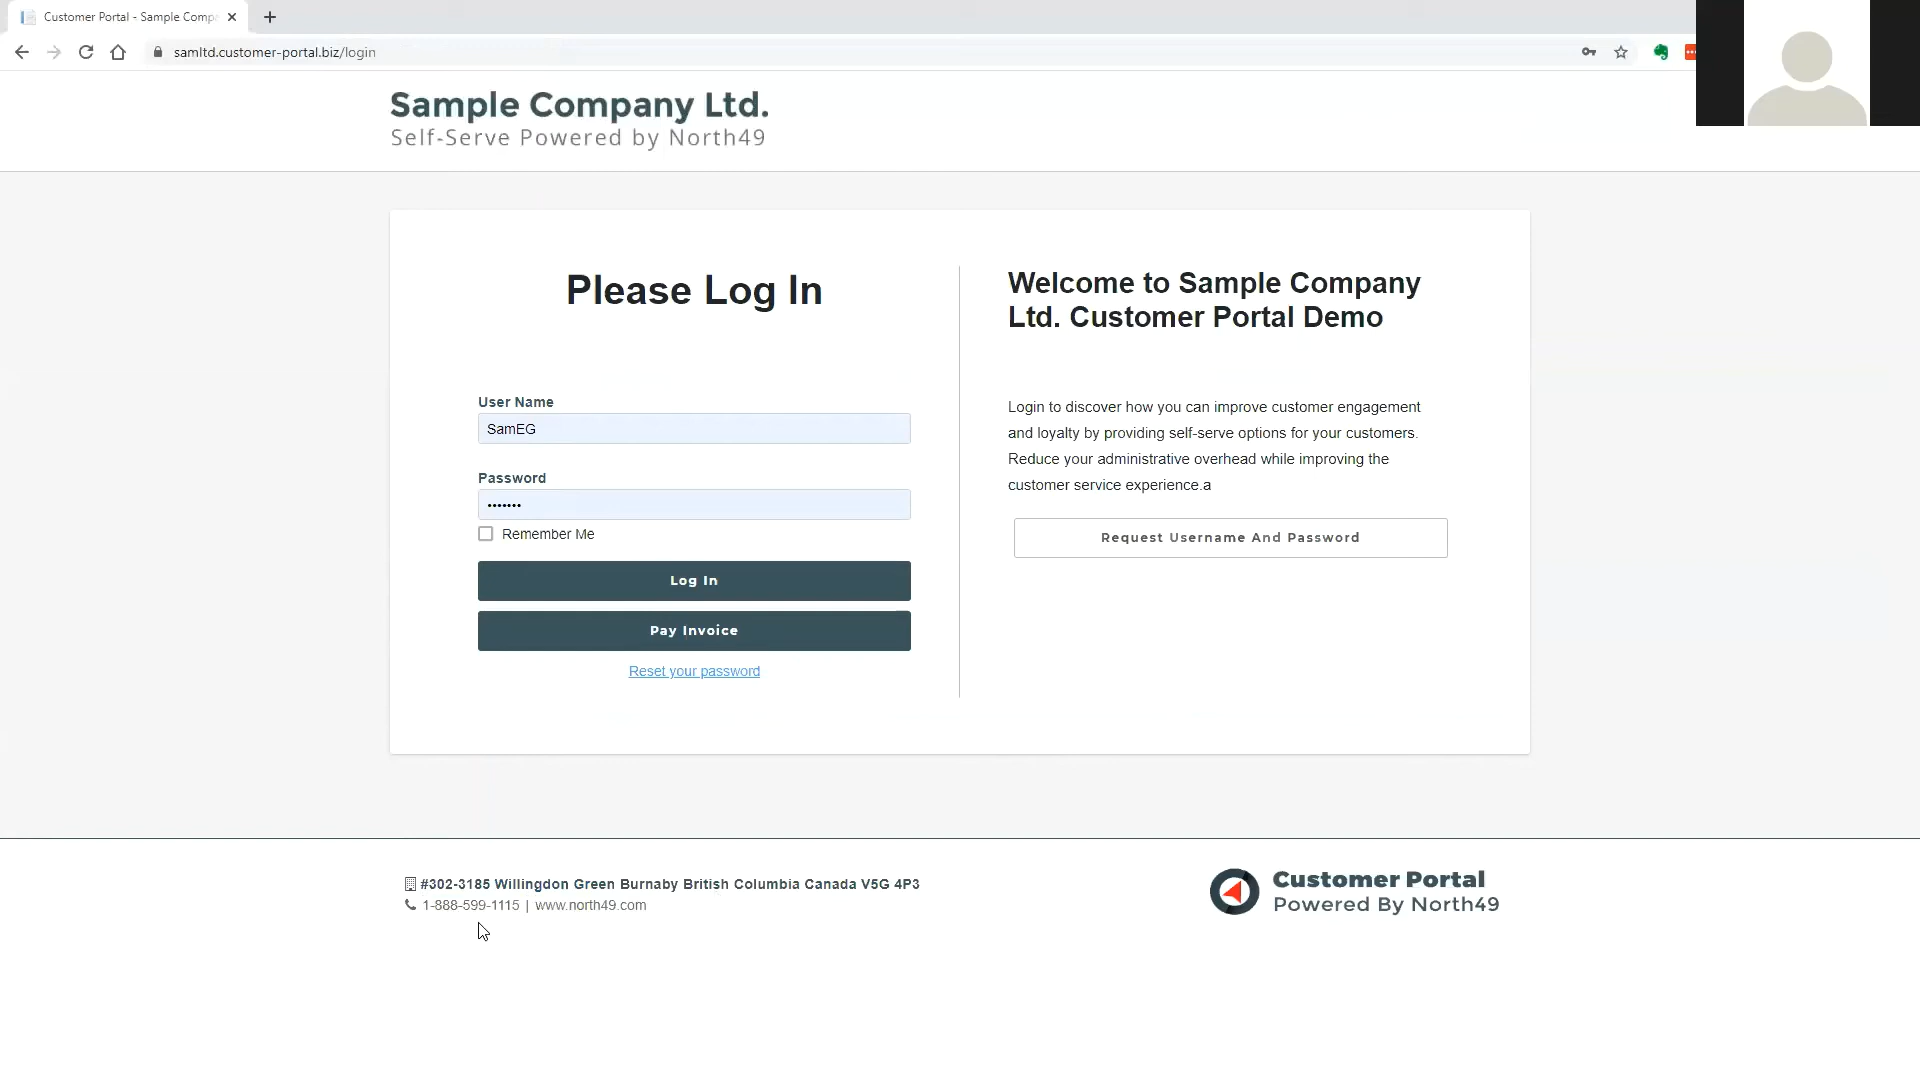 Customer Portal - Sample Comp
samltd.customer-portal.biz/login
Sample Company Ltd.
Self-Serve Powered by North49
Please Log In
User Name
SamEG
Password
•••••••
Remember Me
Log In
Pay Invoice
Reset your password
Welcome to Sample Company
Ltd. Customer Portal Demo
Login to discover how you can improve customer engagement
and loyalty by providing self-serve options for your customers.
Reduce your administrative overhead while improving the
customer service experience.a
Request Username And Password
#302-3185 Willingdon Green Burnaby British Columbia Canada V5G 4P3
1-888-599-1115 | www.north49.com
Customer Portal
Powered By North49